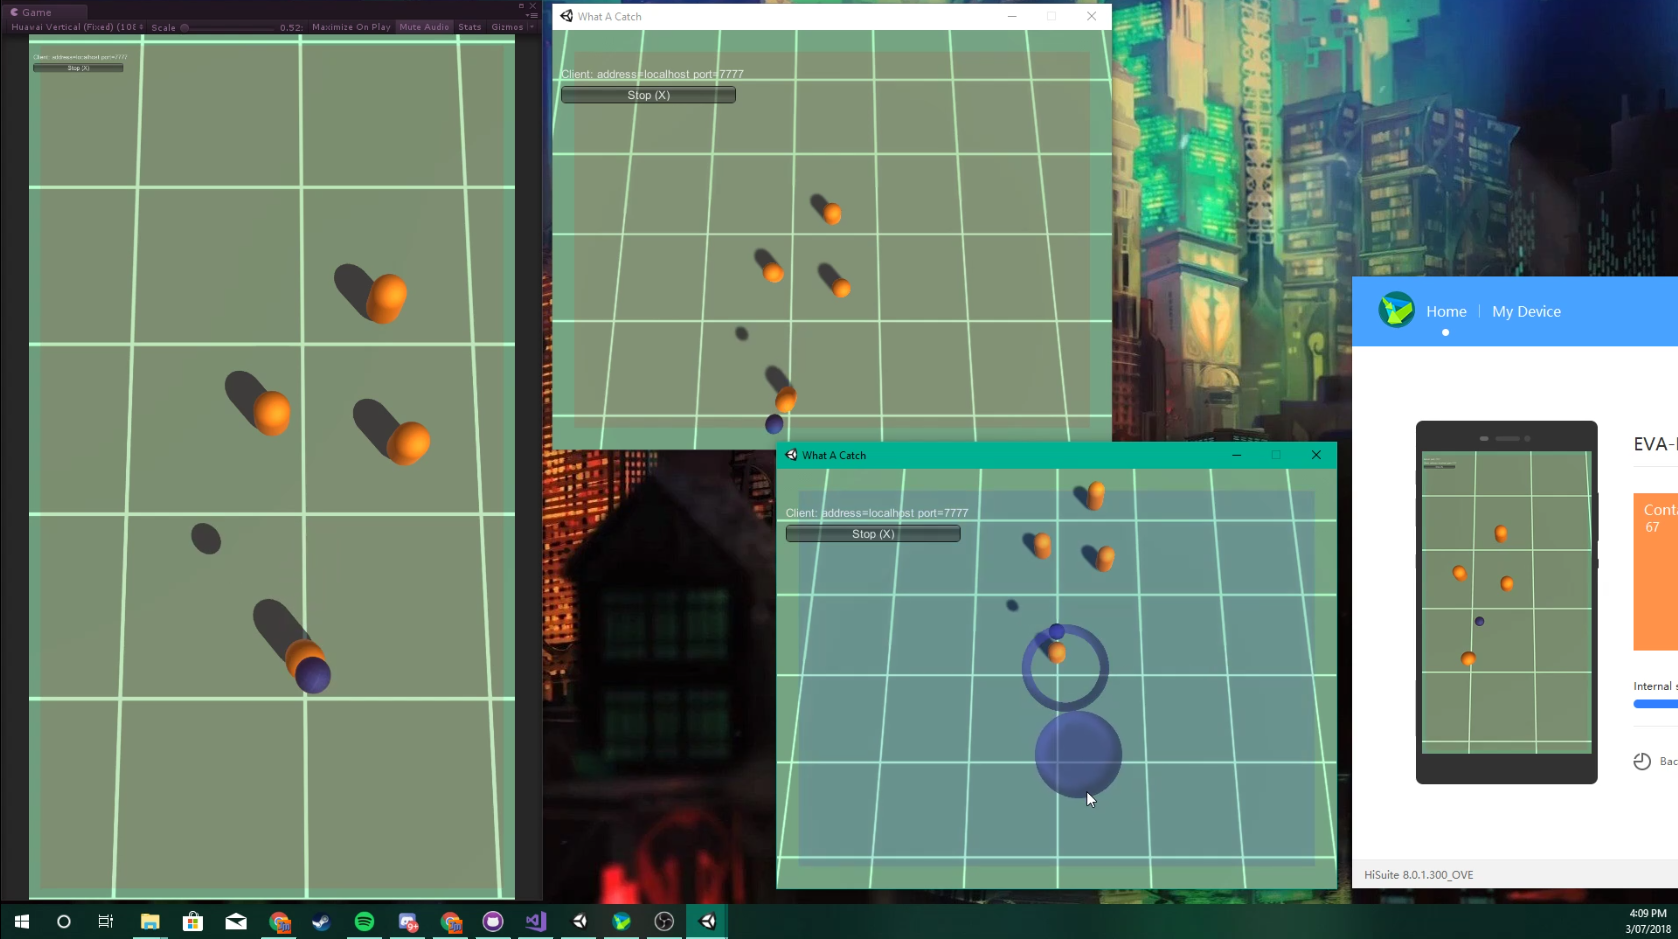 Game
Huawai Vertical (Fixed) (108
Scale
0.52:
Maximize On Play
Mute Audio
Stats
Gizmos
Client: address=localhost port=7777
Stop (X)
What A Catch
Client: address=localhost port=7777
Stop (X)
What A Catch
Client: address=localhost port=7777
Stop (X)
Home
My Device
EVA-
Conta
67
Internal s
Bac
HiSuite 8.0.1.300_OVE
4:09 PM
3/07/2018